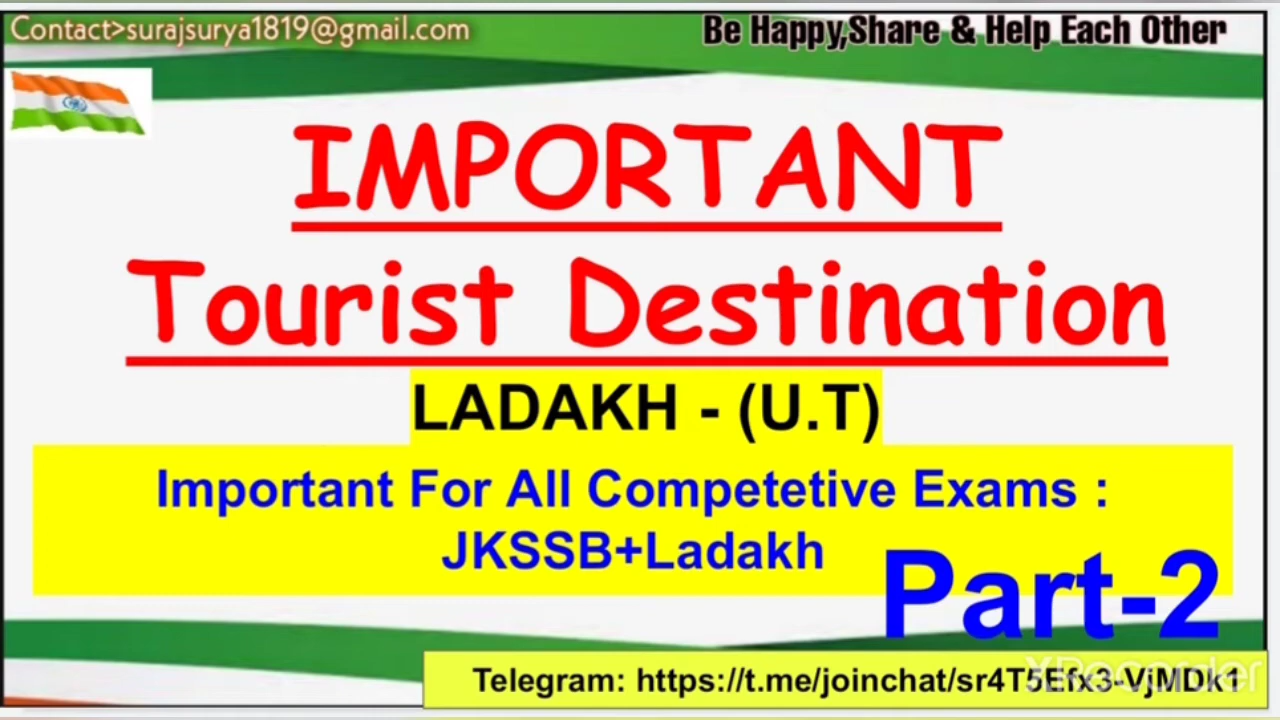 Contact>surajsurya1819@gmail.com
Be Happy,Share & Help Each Other
IMPORTANT
Tourist Destination
LADAKH - (U.T)
Important For All Competetive Exams :
JKSSB+Ladakh
Part-2
Telegram: https://t.me/joinchat/sr4T5Efx3-VjMDk1
XRecorder